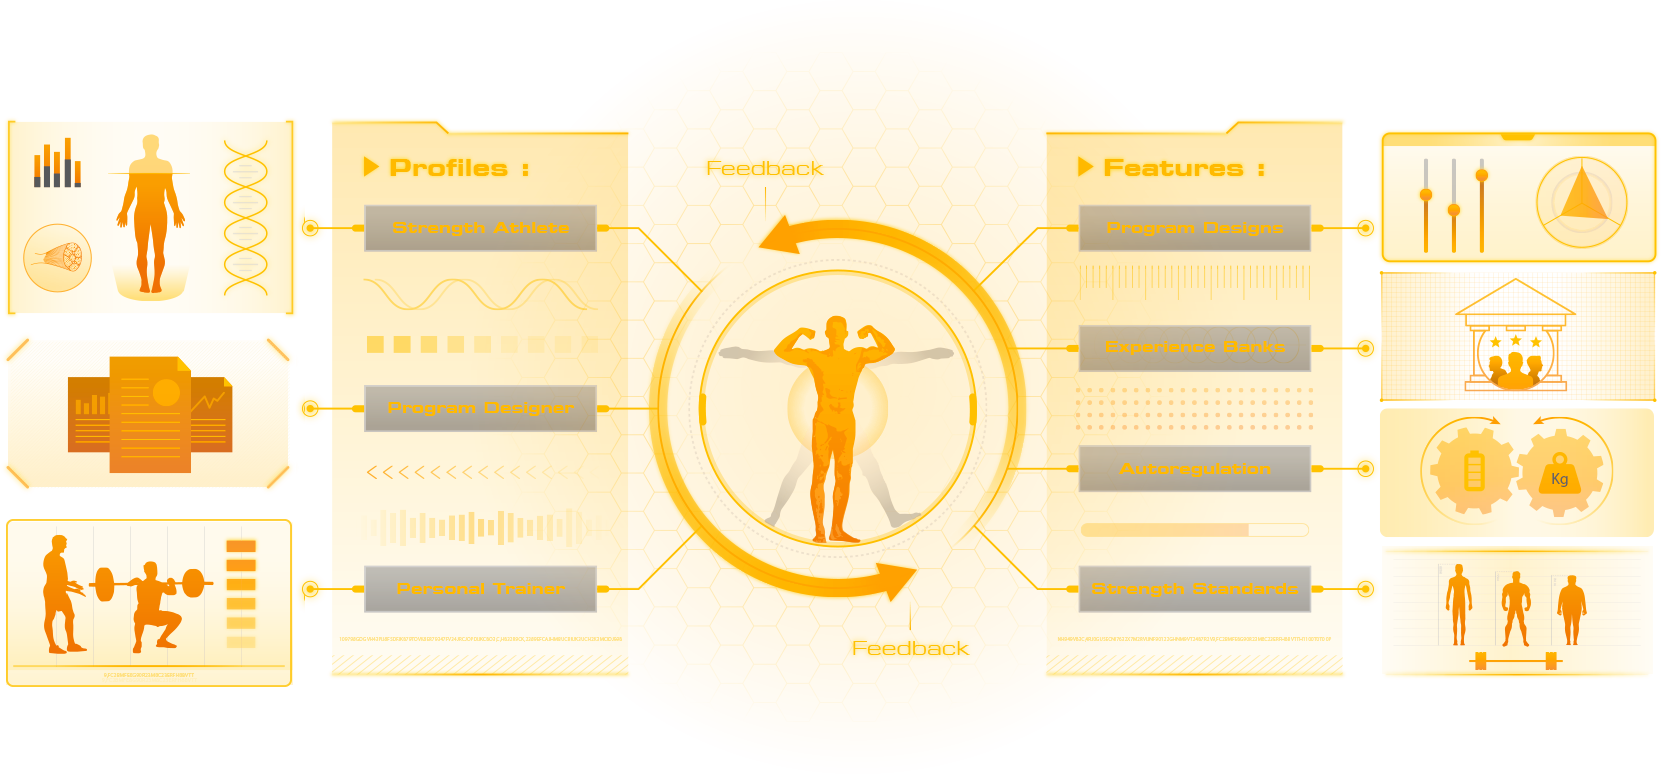 Profiles :
Strength Athlete
Program Designer
Personal Trainer
Feedback
Feedback
Features :
Program Designs
Experience Banks
Autoregulation
Strength Standards
Kg